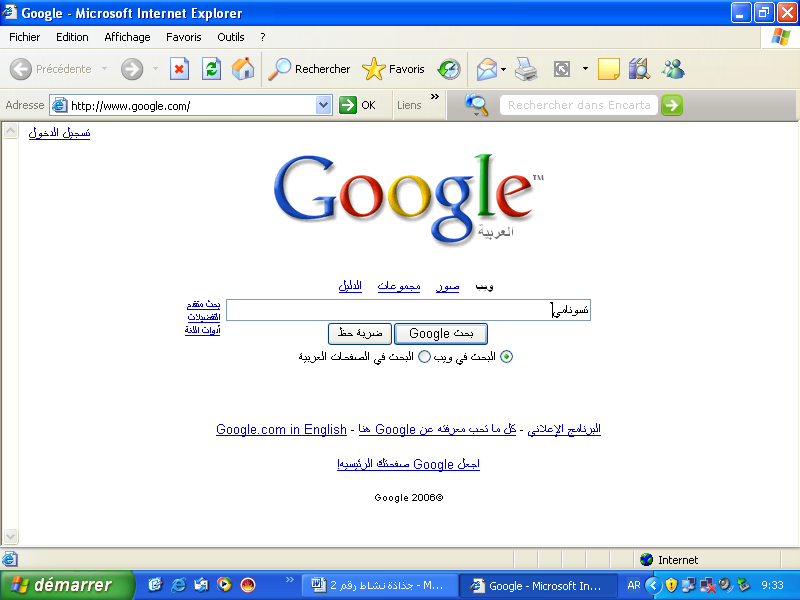 Google - Microsoft Internet Explorer
Fichier Edition Affichage Favoris Outils ?
Précédente Rechercher Favoris
Adresse http://www.google.com/ OK Liens » Rechercher dans Encarta
تسجيل الدخول
Google™
العربية
ويب صور مجموعات الدليل
تسونامي
بحث متقدم
التفضيلات
أدوات اللغة
بحث Google ضربة حظ
البحث في ويب البحث في الصفحات العربية
البرنامج الإعلاني - كل ما تحب معرفته عن Google هنا - Google.com in English
اجعل Google صفحتك الرئيسية!
©2006 Google
Internet
démarrer » جذاذة نشاط رقم 2 - M... Google - Microsoft In... AR 9:33